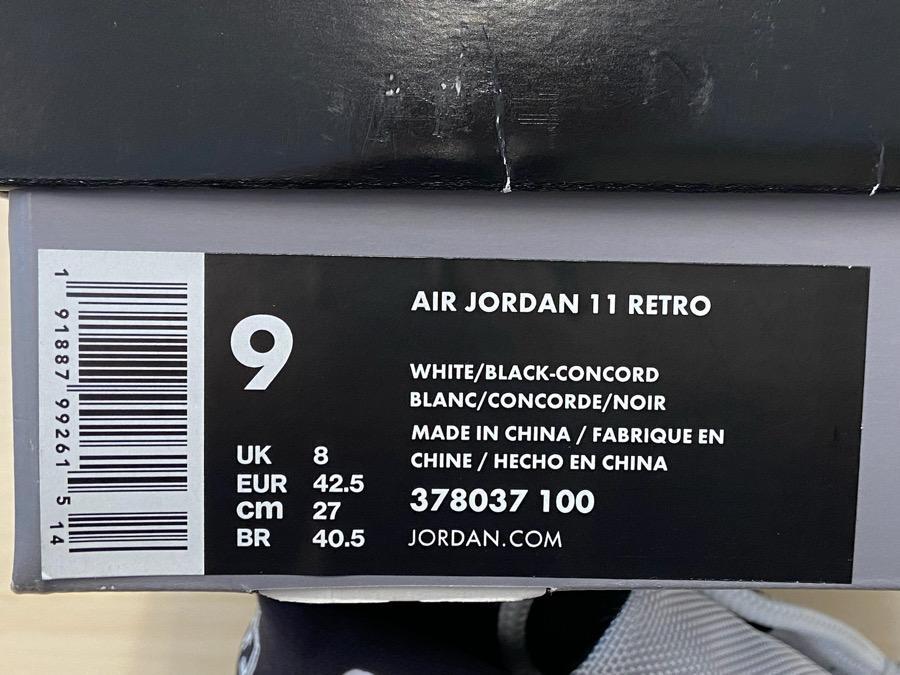 1 91887 99261 5 14
9
UK 8
EUR 42.5
cm 27
BR 40.5
AIR JORDAN 11 RETRO
WHITE/BLACK-CONCORD
BLANC/CONCORDE/NOIR
MADE IN CHINA / FABRIQUE EN
CHINE / HECHO EN CHINA
378037 100
JORDAN.COM